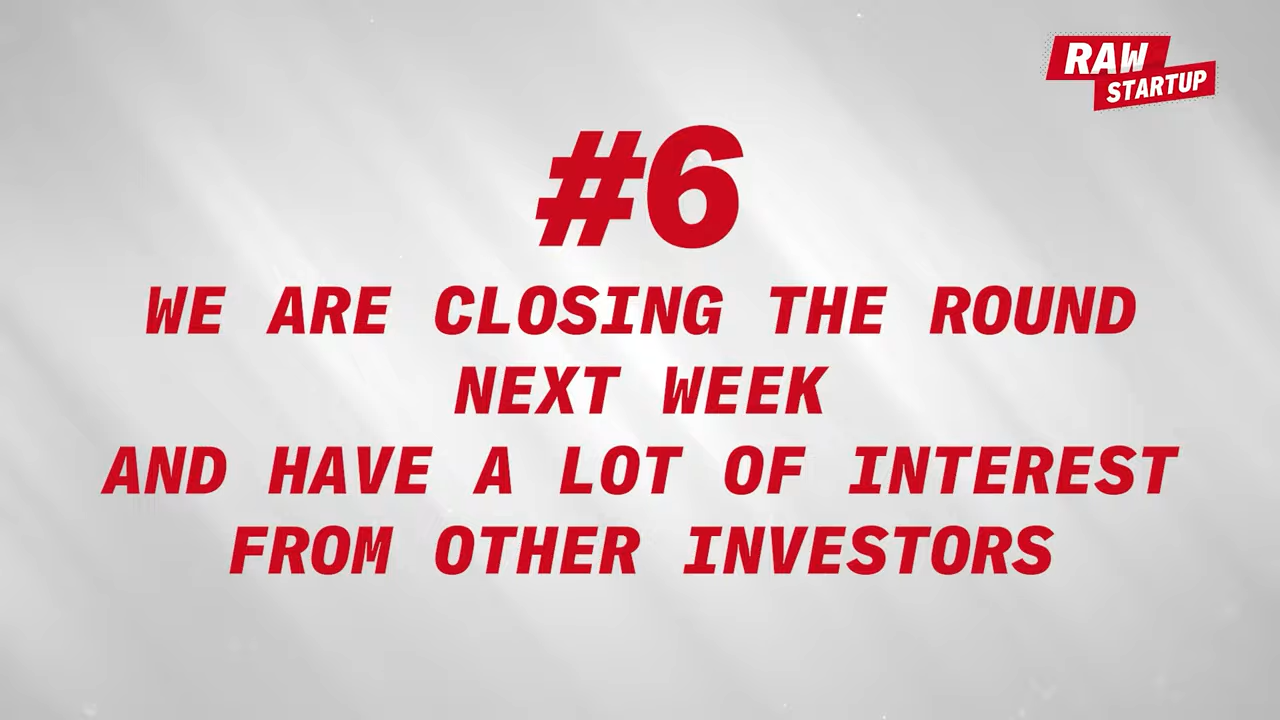 RAW
STARTUP
#6
WE ARE CLOSING THE ROUND
NEXT WEEK
AND HAVE A LOT OF INTEREST
FROM OTHER INVESTORS